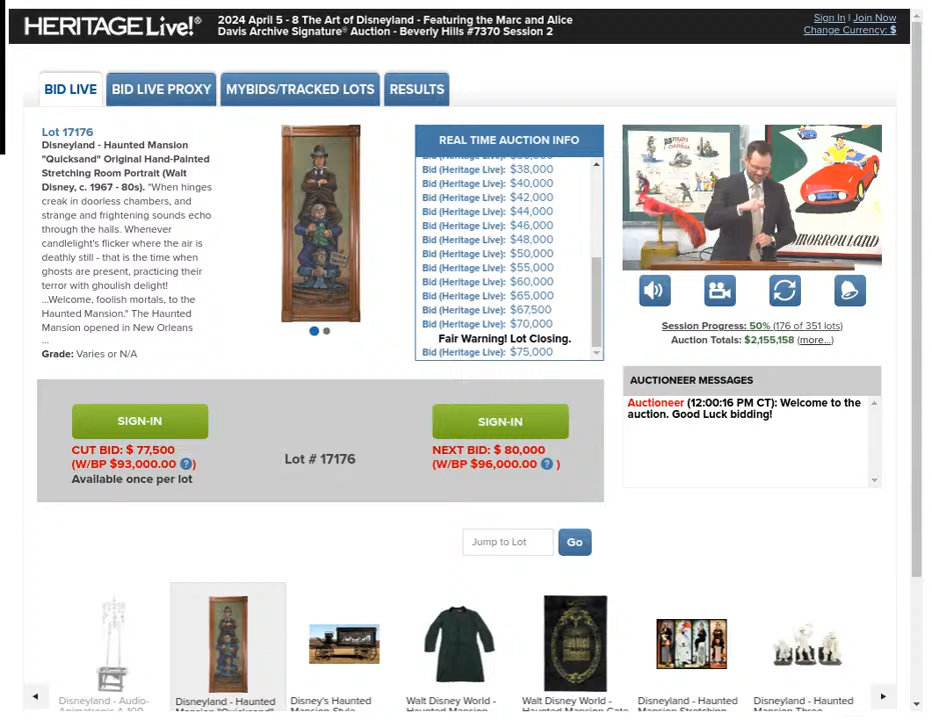 HERITAGE Live!®
2024 April 5 - 8 The Art of Disneyland - Featuring the Marc and Alice
Davis Archive Signature® Auction - Beverly Hills #7370 Session 2
Sign In | Join Now
Change Currency: $
BID LIVE
BID LIVE PROXY
MYBIDS/TRACKED LOTS
RESULTS
Lot 17176
Disneyland - Haunted Mansion
"Quicksand" Original Hand-Painted
Stretching Room Portrait (Walt
Disney, c. 1967 - 80s). "When hinges
creak in doorless chambers, and
strange and frightening sounds echo
through the halls. Whenever
candlelight's flicker where the air is
deathly still - that is the time when
ghosts are present, practicing their
terror with ghoulish delight!
...Welcome, foolish mortals, to the
Haunted Mansion." The Haunted
Mansion opened in New Orleans
...
Grade: Varies or N/A
REAL TIME AUCTION INFO
Bid (Heritage Live): $38,000
Bid (Heritage Live): $40,000
Bid (Heritage Live): $42,000
Bid (Heritage Live): $44,000
Bid (Heritage Live): $46,000
Bid (Heritage Live): $48,000
Bid (Heritage Live): $50,000
Bid (Heritage Live): $55,000
Bid (Heritage Live): $60,000
Bid (Heritage Live): $65,000
Bid (Heritage Live): $67,500
Bid (Heritage Live): $70,000
Fair Warning! Lot Closing.
Bid (Heritage Live): $75,000
Session Progress: 50% (176 of 351 lots)
Auction Totals: $2,155,158 (more...)
AUCTIONEER MESSAGES
Auctioneer (12:00:16 PM CT): Welcome to the
auction. Good Luck bidding!
SIGN-IN
CUT BID: $ 77,500
(W/BP $93,000.00 ? )
Available once per lot
Lot # 17176
SIGN-IN
NEXT BID: $ 80,000
(W/BP $96,000.00 ? )
Jump to Lot
Go
Disneyland - Audio-
Animatronic A-100
Disneyland - Haunted
Mansion "Quicksand"
Disney's Haunted
Mansion Style
Walt Disney World -
Haunted Mansion
Walt Disney World -
Haunted Mansion Gate
Disneyland - Haunted
Mansion Stretching
Disneyland - Haunted
Mansion Three